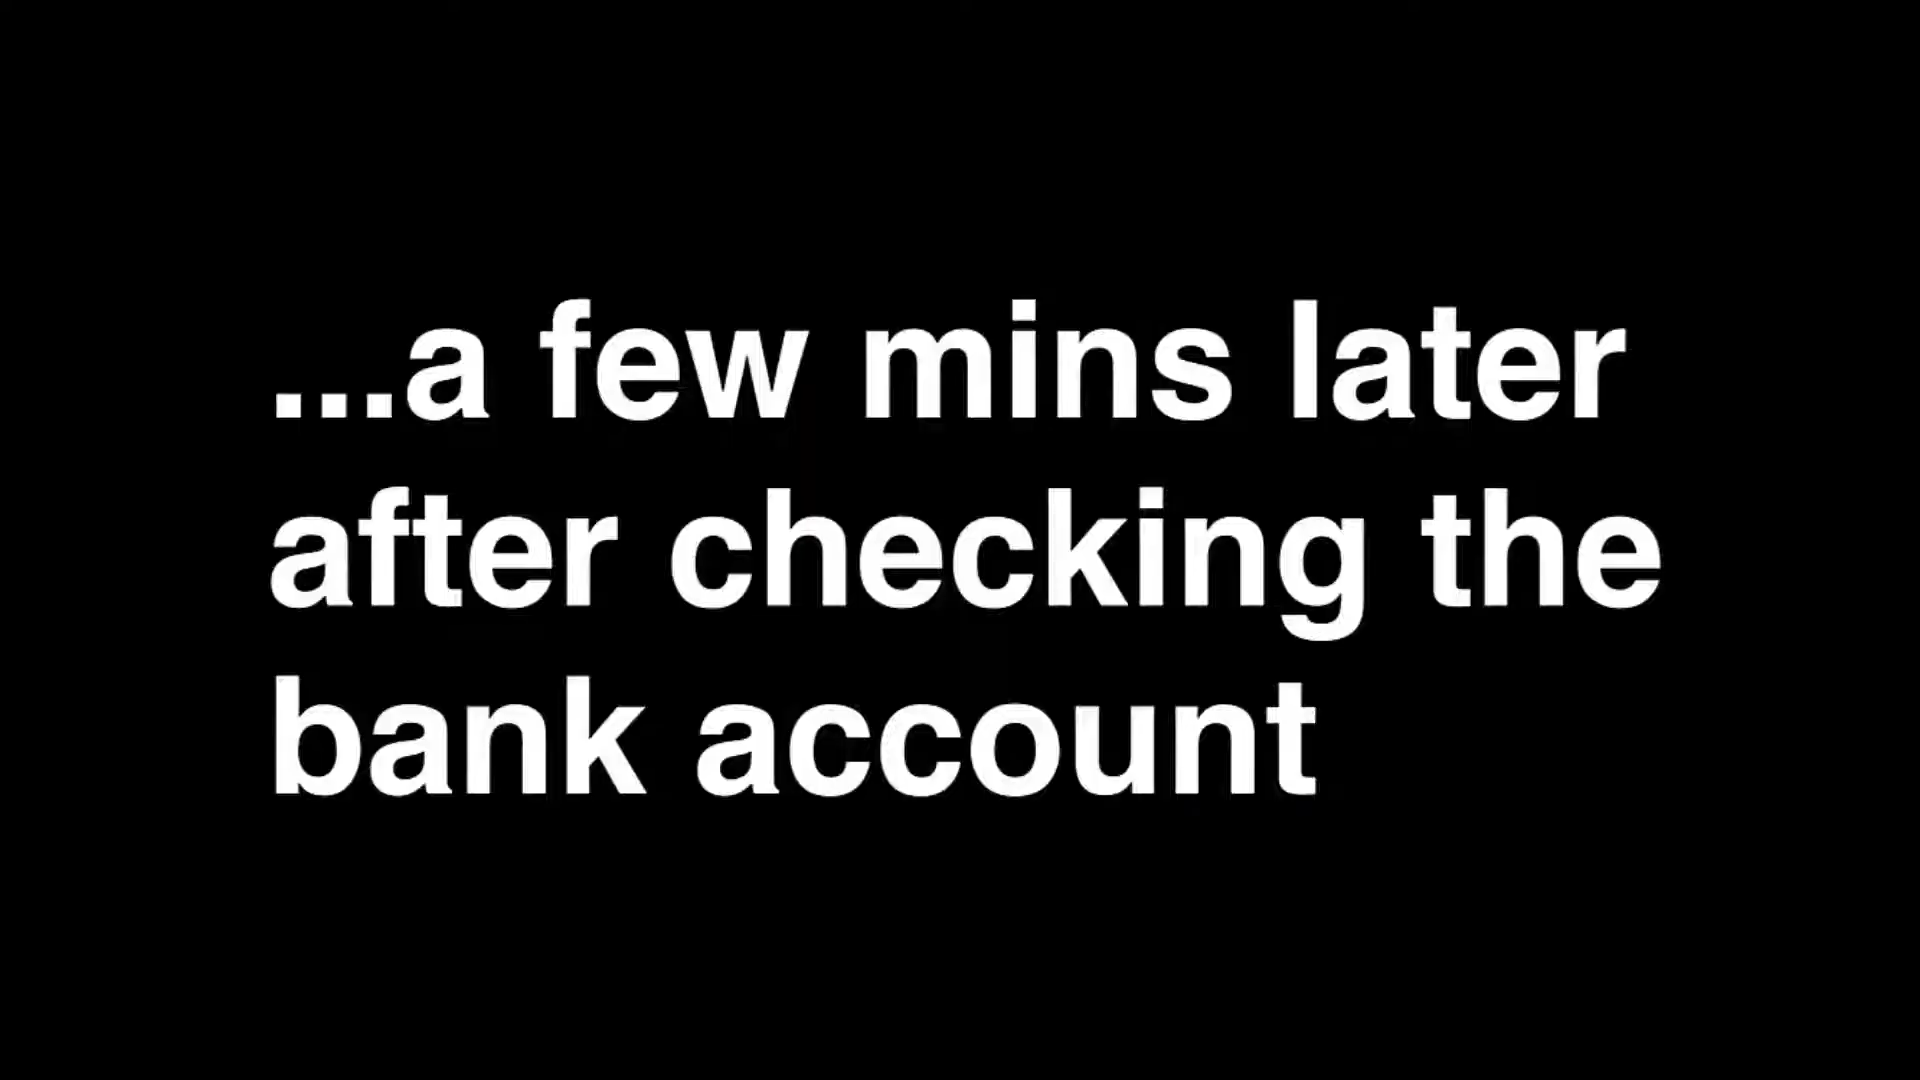 ...a few mins later
after checking the
bank account